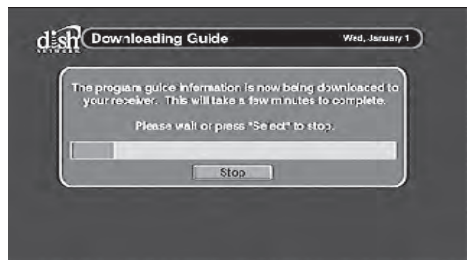 dish
NETWORK
Downloading Guide
Wed, January 1
The program guide information is now being downloaded to
your receiver. This will take a few minutes to complete.
Please wait or press "Select" to stop.
Stop